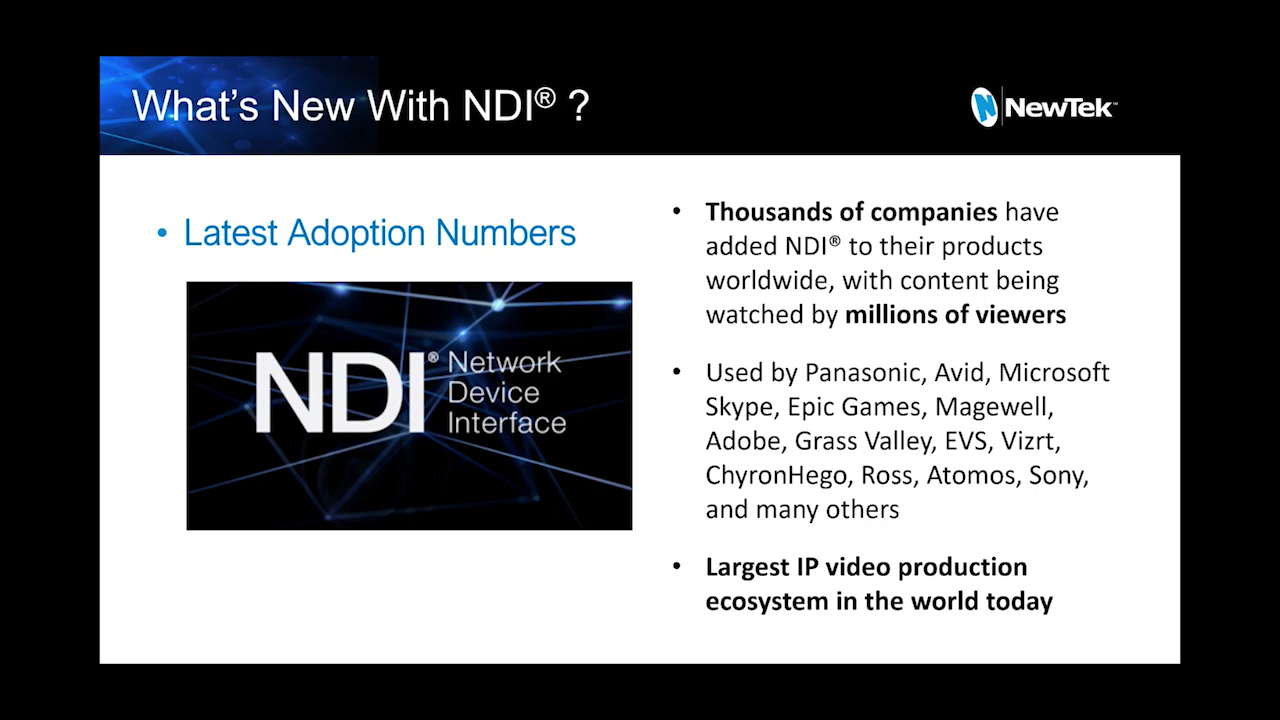 What's New With NDI® ?
NEWTEK™
• Latest Adoption Numbers
NDI® Network
Device
Interface
• Thousands of companies have
added NDI® to their products
worldwide, with content being
watched by millions of viewers
• Used by Panasonic, Avid, Microsoft
Skype, Epic Games, Magewell,
Adobe, Grass Valley, EVS, Vizrt,
ChyronHego, Ross, Atomos, Sony,
and many others
• Largest IP video production
ecosystem in the world today